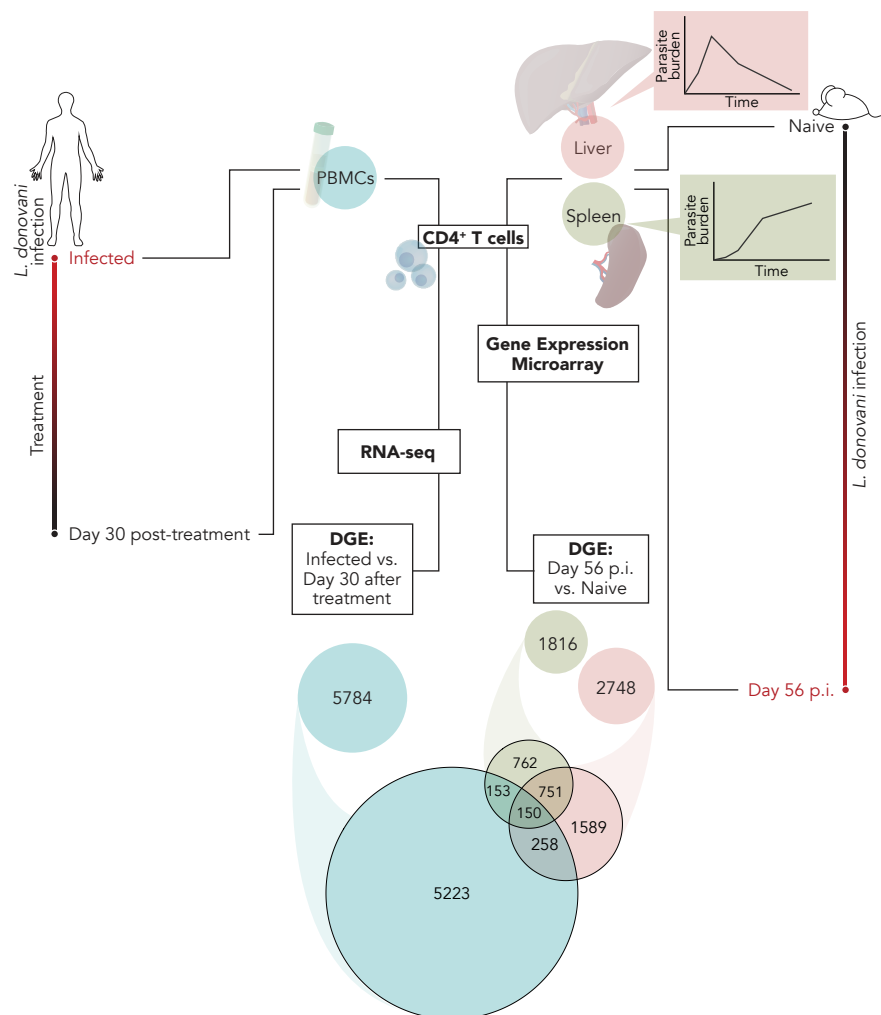 Parasite
burden
Time
Naive
Liver
PBMCs
Spleen
Parasite
burden
Time
CD4⁺ T cells
L. donovani
infection
Infected
Gene Expression
Microarray
L. donovani infection
Treatment
RNA-seq
Day 30 post-treatment
DGE:
Infected vs.
Day 30 after
treatment
DGE:
Day 56 p.i.
vs. Naive
1816
5784
2748
Day 56 p.i.
762
153
751
150
1589
258
5223